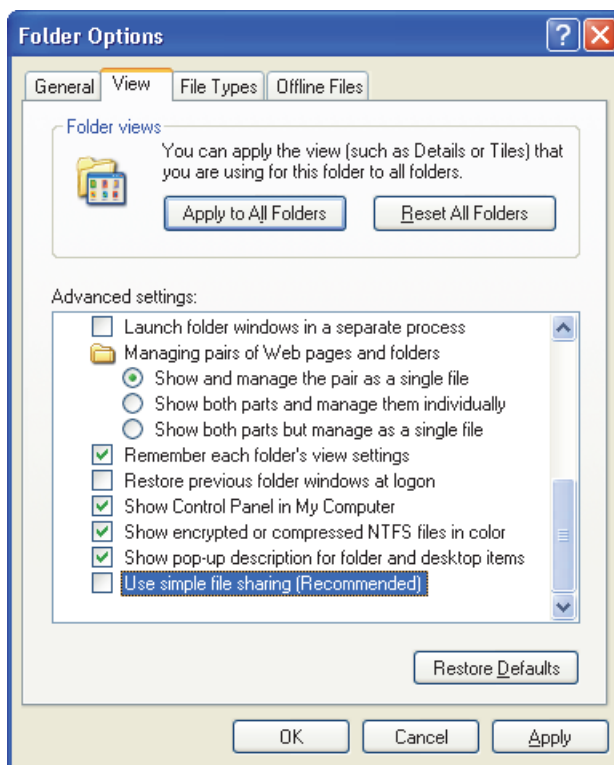 Folder Options
General View File Types Offline Files
Folder views
You can apply the view (such as Details or Tiles) that
you are using for this folder to all folders.
Apply to All Folders Reset All Folders
Advanced settings:
Launch folder windows in a separate process
Managing pairs of Web pages and folders
Show and manage the pair as a single file
Show both parts and manage them individually
Show both parts but manage as a single file
Remember each folder's view settings
Restore previous folder windows at logon
Show Control Panel in My Computer
Show encrypted or compressed NTFS files in color
Show pop-up description for folder and desktop items
Use simple file sharing (Recommended)
Restore Defaults
OK Cancel Apply